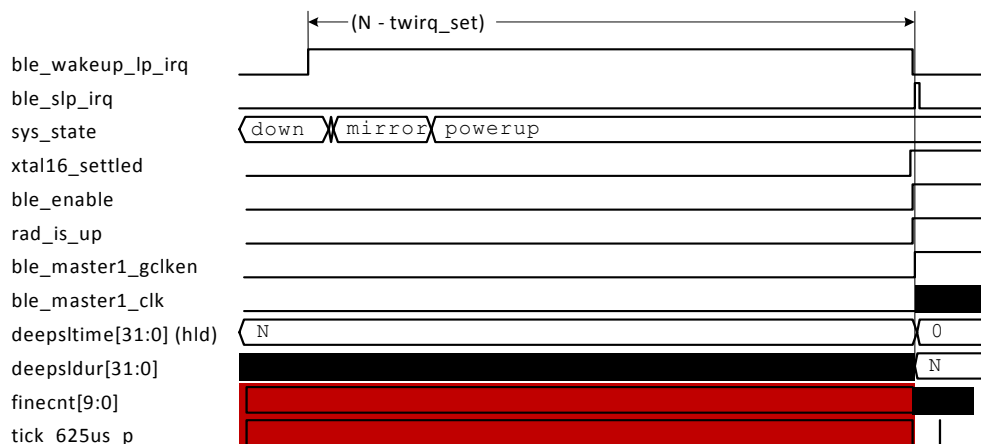 (N - twirq_set)
ble_wakeup_lp_irq
ble_slp_irq
sys_state down mirror powerup
xtal16_settled
ble_enable
rad_is_up
ble_master1_gclken
ble_master1_clk
deepsltime[31:0] (hld) N 0
deepsldur[31:0] N
finecnt[9:0]
tick_625us_p